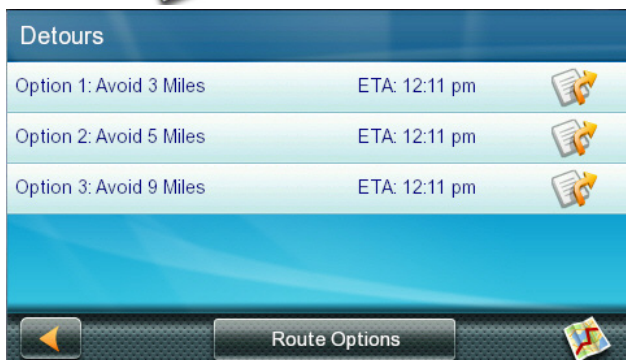 Detours
Option 1: Avoid 3 Miles ETA: 12:11 pm
Option 2: Avoid 5 Miles ETA: 12:11 pm
Option 3: Avoid 9 Miles ETA: 12:11 pm
Route Options